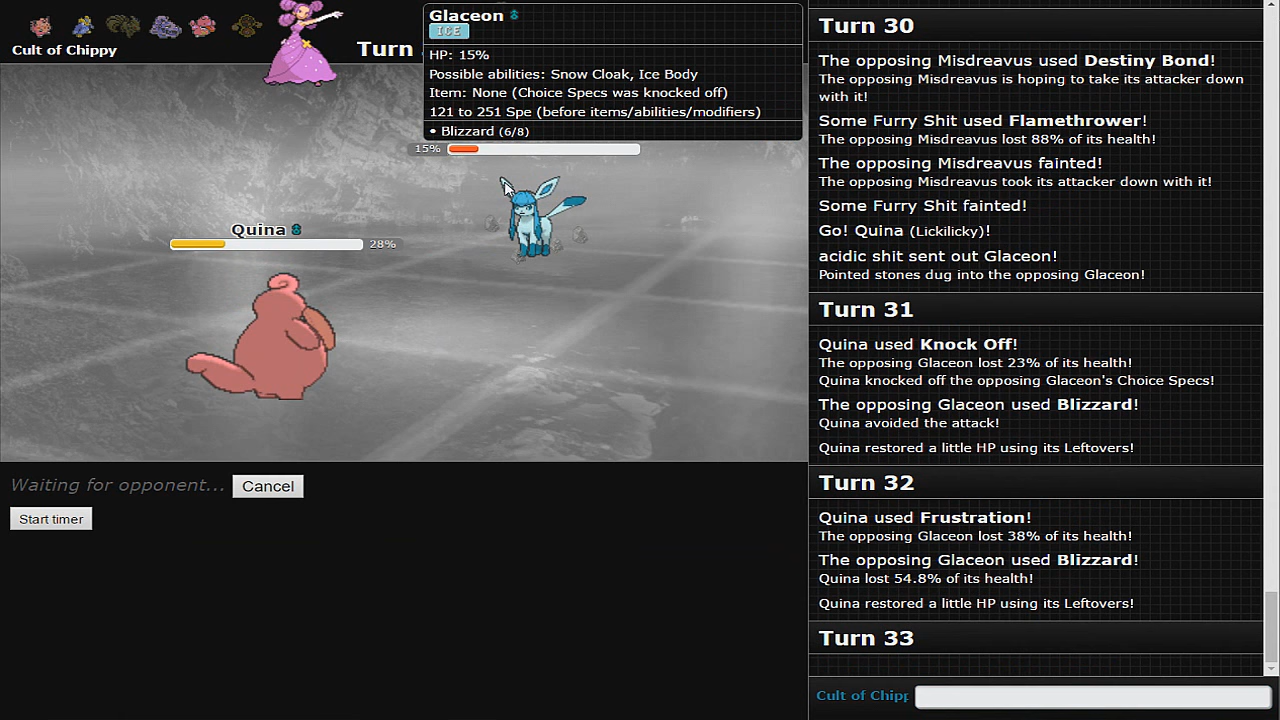 Cult of Chippy
Turn
Glaceon
ICE
HP: 15%
Possible abilities: Snow Cloak, Ice Body
Item: None (Choice Specs was knocked off)
121 to 251 Spe (before items/abilities/modifiers)
• Blizzard (6/8)
15%
Quina
28%
Waiting for opponent... Cancel
Start timer
Turn 30
The opposing Misdreavus used Destiny Bond!
The opposing Misdreavus is hoping to take its attacker down
with it!
Some Furry Shit used Flamethrower!
The opposing Misdreavus lost 88% of its health!
The opposing Misdreavus fainted!
The opposing Misdreavus took its attacker down with it!
Some Furry Shit fainted!
Go! Quina (Lickilicky)!
acidic shit sent out Glaceon!
Pointed stones dug into the opposing Glaceon!
Turn 31
Quina used Knock Off!
The opposing Glaceon lost 23% of its health!
Quina knocked off the opposing Glaceon's Choice Specs!
The opposing Glaceon used Blizzard!
Quina avoided the attack!
Quina restored a little HP using its Leftovers!
Turn 32
Quina used Frustration!
The opposing Glaceon lost 38% of its health!
The opposing Glaceon used Blizzard!
Quina lost 54.8% of its health!
Quina restored a little HP using its Leftovers!
Turn 33
Cult of Chipp